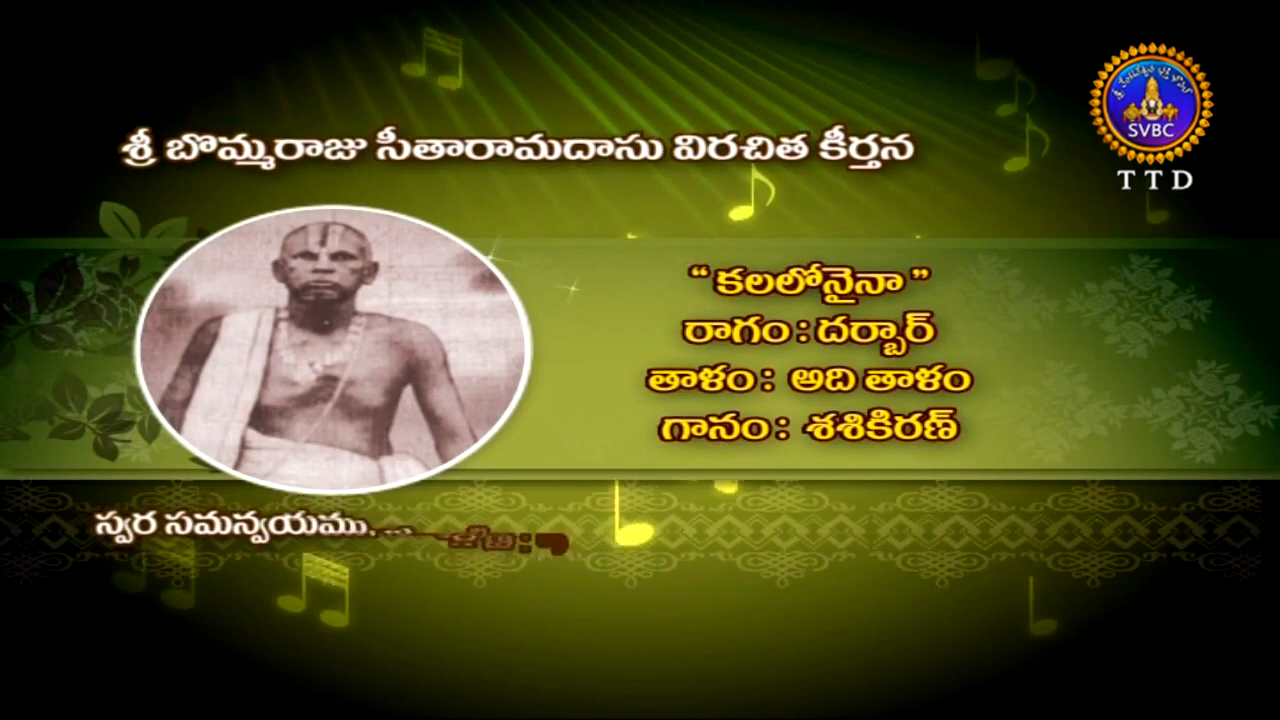 శ్రీ బొమ్మరాజు సీతారామదాసు విరచిత కీర్తన
SVBC
TTD
“కలలోనైనా”
రాగం : దర్బార్
తాళం : అది తాళం
గానం : శశికిరణ్
స్వర సమన్వయము.